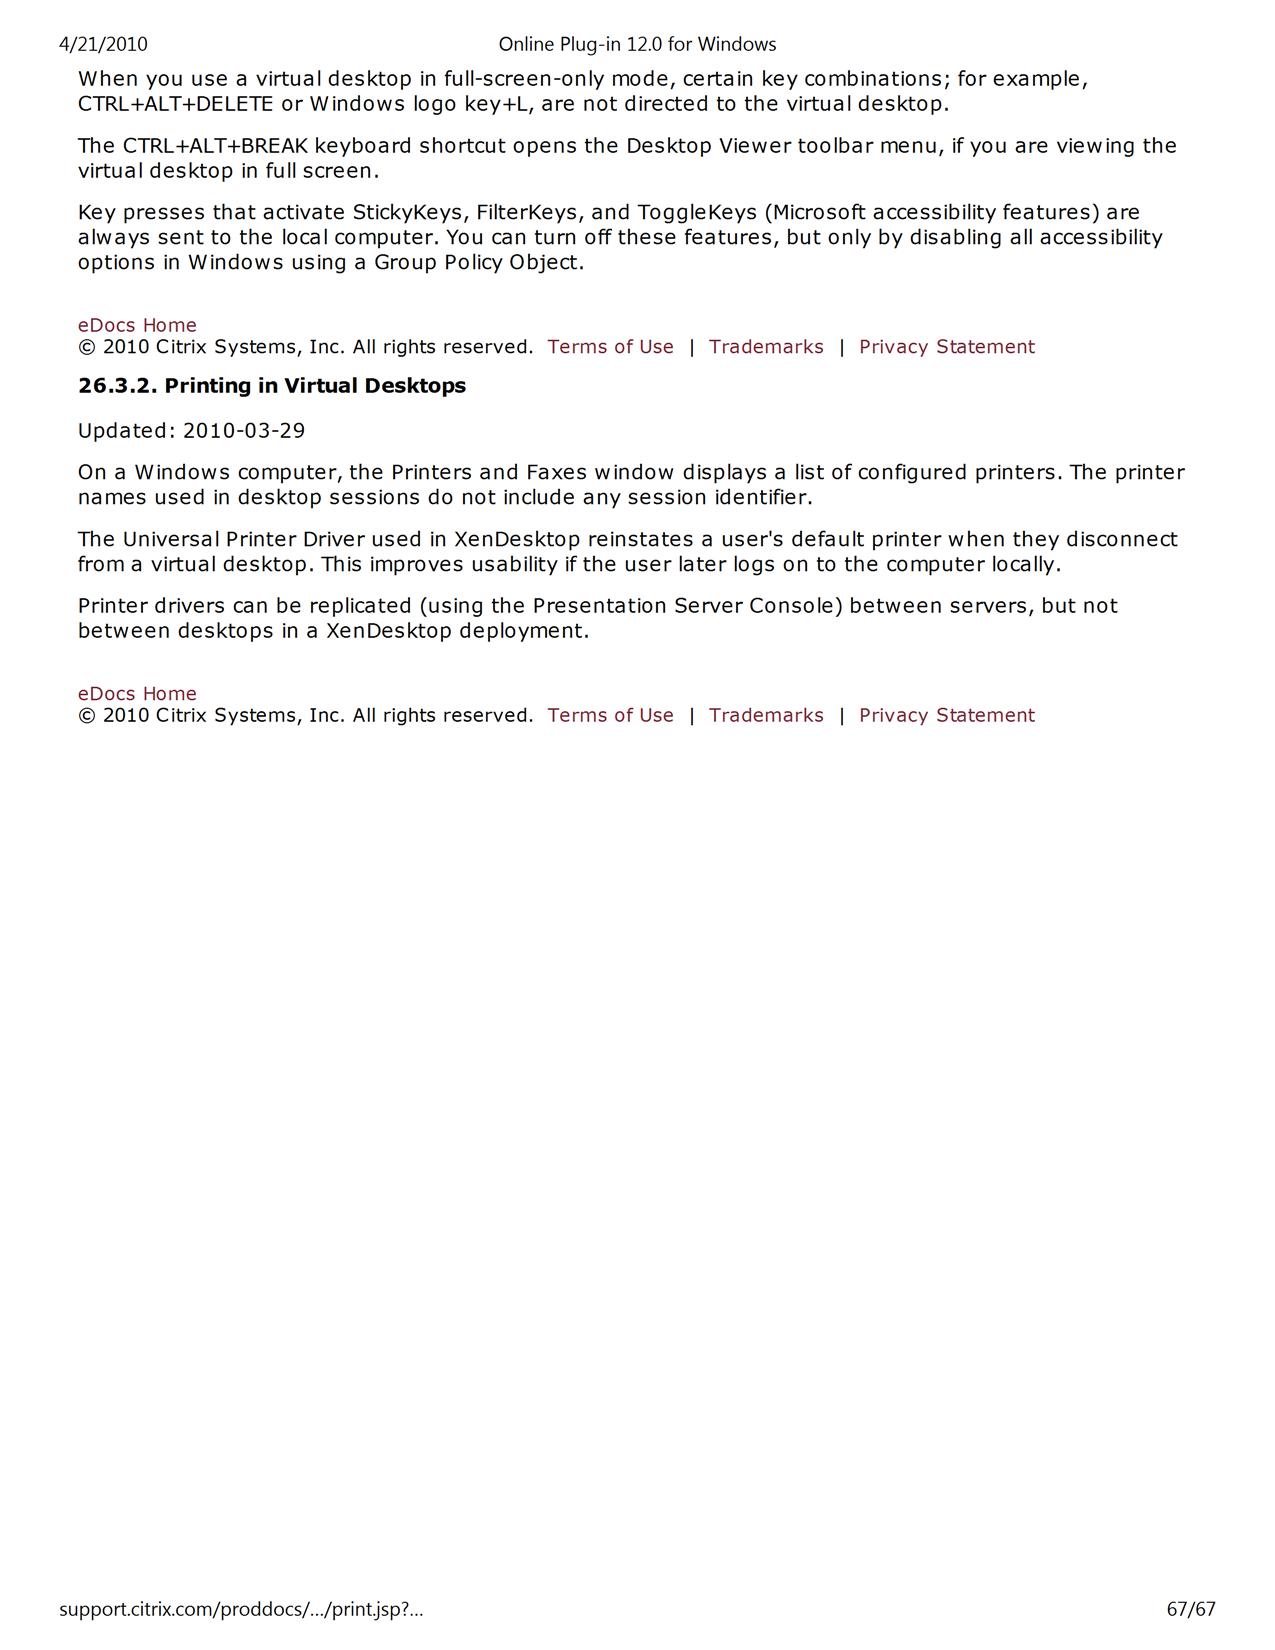 4/21/2010 Online Plug-in 12.0 for Windows
When you use a virtual desktop in full-screen-only mode, certain key combinations; for example,
CTRL+ALT+DELETE or Windows logo key+L, are not directed to the virtual desktop.
The CTRL+ALT+BREAK keyboard shortcut opens the Desktop Viewer toolbar menu, if you are viewing the
virtual desktop in full screen.
Key presses that activate StickyKeys, FilterKeys, and ToggleKeys (Microsoft accessibility features) are
always sent to the local computer. You can turn off these features, but only by disabling all accessibility
options in Windows using a Group Policy Object.
eDocs Home
© 2010 Citrix Systems, Inc. All rights reserved. Terms of Use | Trademarks | Privacy Statement
26.3.2. Printing in Virtual Desktops
Updated: 2010-03-29
On a Windows computer, the Printers and Faxes window displays a list of configured printers. The printer
names used in desktop sessions do not include any session identifier.
The Universal Printer Driver used in XenDesktop reinstates a user's default printer when they disconnect
from a virtual desktop. This improves usability if the user later logs on to the computer locally.
Printer drivers can be replicated (using the Presentation Server Console) between servers, but not
between desktops in a XenDesktop deployment.
eDocs Home
© 2010 Citrix Systems, Inc. All rights reserved. Terms of Use | Trademarks | Privacy Statement
support.citrix.com/proddocs/.../print.jsp?... 67/67